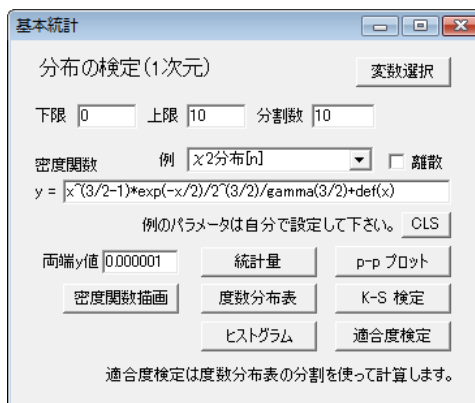 基本統計
分布の検定(1次元) 変数選択
下限 0 上限 10 分割数 10
密度関数 例 χ2分布[n] 離散
y = x^(3/2-1)*exp(-x/2)/2^(3/2)/gamma(3/2)+def(x)
例のパラメータは自分で設定して下さい。 CLS
両端y値 0.000001 統計量 p-p プロット
密度関数描画 度数分布表 K-S 検定
ヒストグラム 適合度検定
適合度検定は度数分布表の分割を使って計算します。